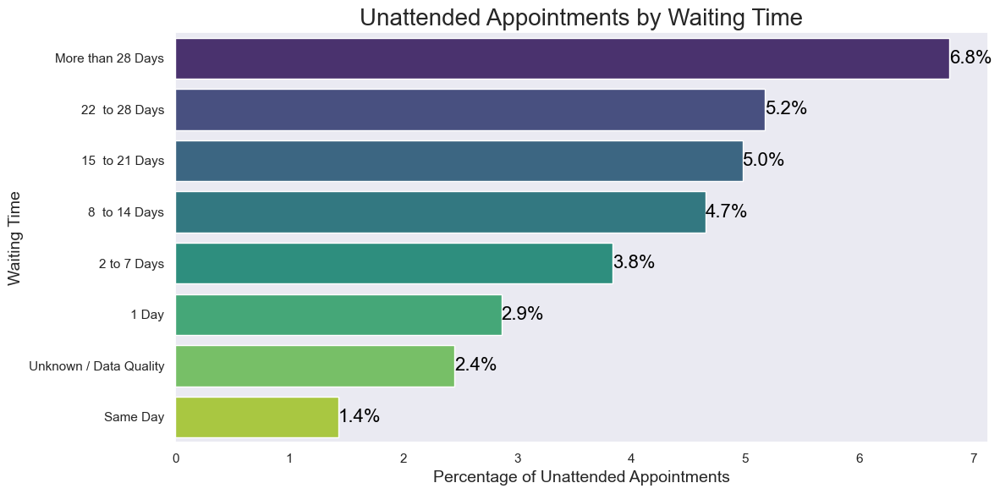 Unattended Appointments by Waiting Time
Waiting Time
More than 28 Days
6.8%
22  to 28 Days
5.2%
15  to 21 Days
5.0%
8  to 14 Days
4.7%
2 to 7 Days
3.8%
1 Day
2.9%
Unknown / Data Quality
2.4%
Same Day
1.4%
0 1 2 3 4 5 6 7
Percentage of Unattended Appointments